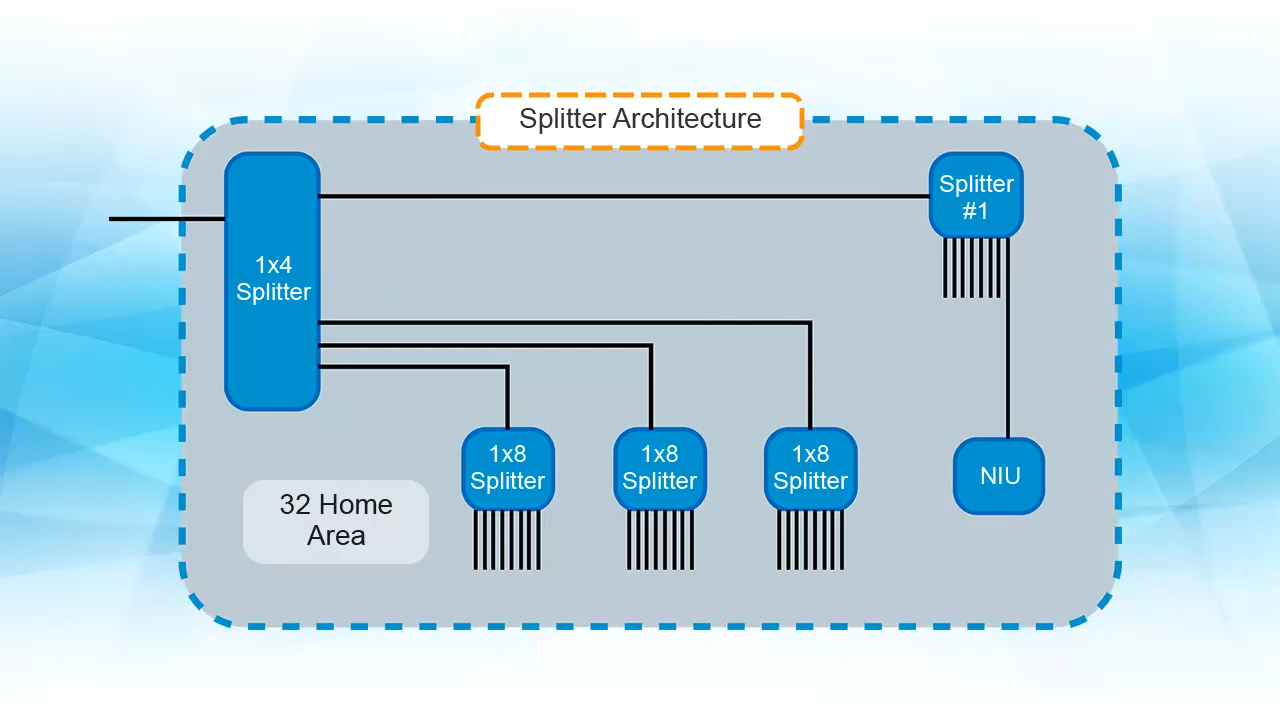 Splitter Architecture
Splitter
#1
1x4
Splitter
1x8
Splitter
1x8
Splitter
1x8
Splitter
NIU
32 Home
Area